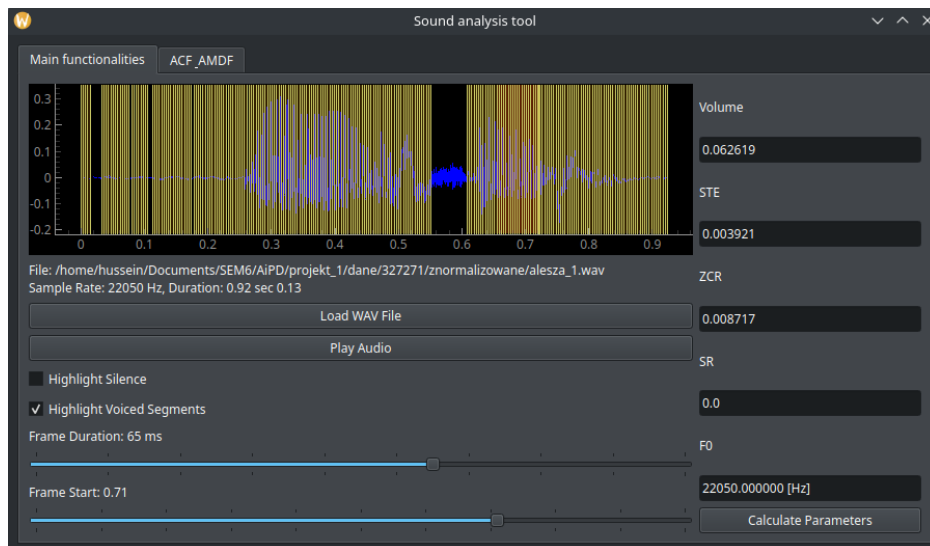 Sound analysis tool
Main functionalities
ACF_AMDF
0.3
0.2
0.1
0
-0.1
-0.2
0 0.1 0.2 0.3 0.4 0.5 0.6 0.7 0.8 0.9
File: /home/hussein/Documents/SEM6/AiPD/projekt_1/dane/327271/znormalizowane/alesza_1.wav
Sample Rate: 22050 Hz, Duration: 0.92 sec 0.13
Load WAV File
Play Audio
Highlight Silence
Highlight Voiced Segments
Frame Duration: 65 ms
Frame Start: 0.71
Volume
0.062619
STE
0.003921
ZCR
0.008717
SR
0.0
F0
22050.000000 [Hz]
Calculate Parameters